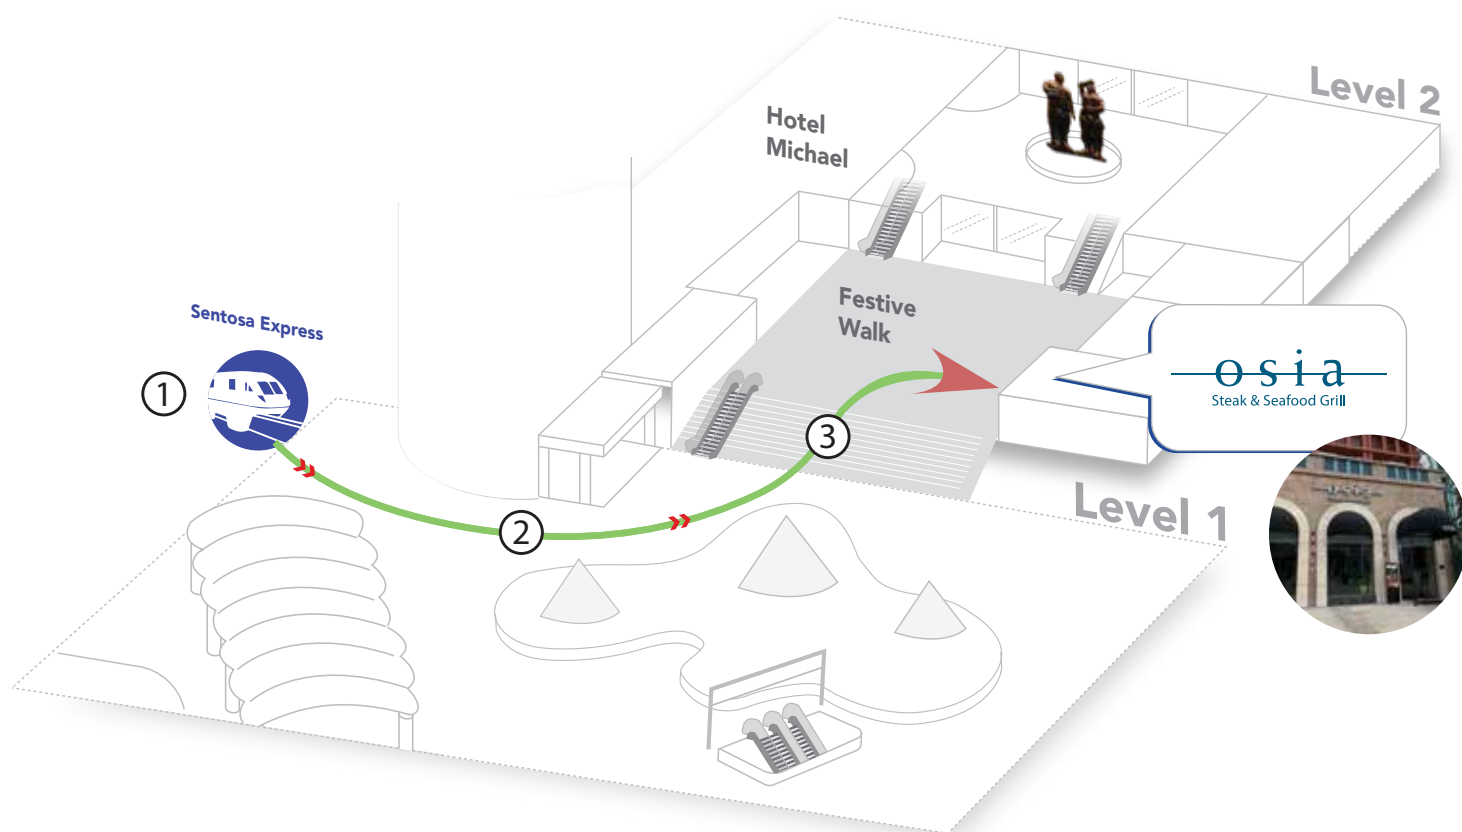 Level 2
Hotel
Michael
Sentosa Express
Festive
Walk
1
osia
Steak & Seafood Grill
3
2
Level 1